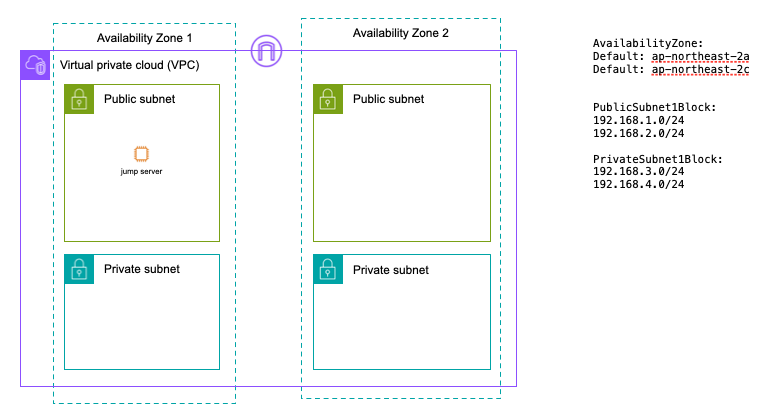 Availability Zone 1
Availability Zone 2
Virtual private cloud (VPC)
Public subnet
Public subnet
jump server
Private subnet
Private subnet
AvailabilityZone:
Default: ap-northeast-2a
Default: ap-northeast-2c
PublicSubnet1Block:
192.168.1.0/24
192.168.2.0/24
PrivateSubnet1Block:
192.168.3.0/24
192.168.4.0/24